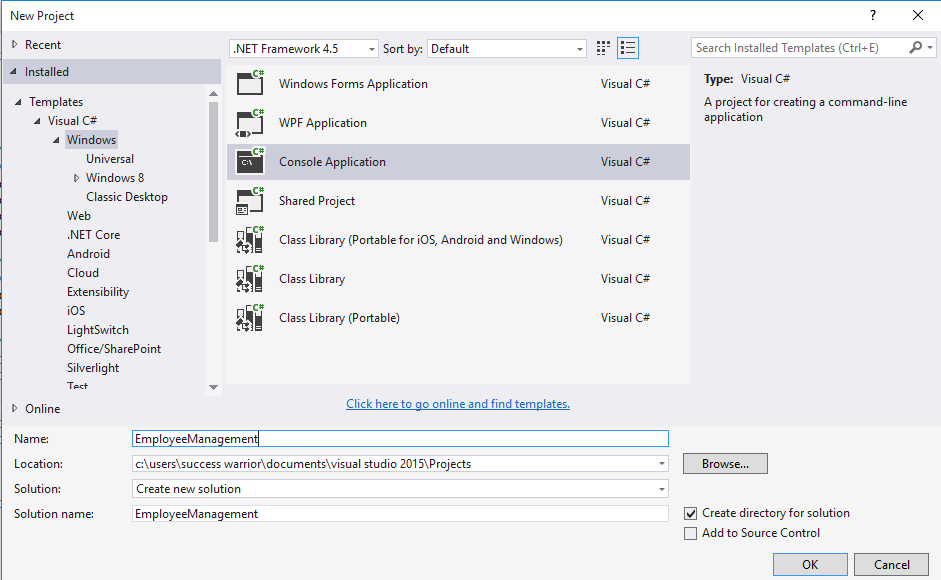 New Project
?
Recent
.NET Framework 4.5
Sort by:
Default
Search Installed Templates (Ctrl+E)
Installed
Templates
Visual C#
Windows
Universal
Windows 8
Classic Desktop
Web
.NET Core
Android
Cloud
Extensibility
iOS
LightSwitch
Office/SharePoint
Silverlight
Test
Online
Windows Forms Application Visual C#
WPF Application Visual C#
Console Application Visual C#
Shared Project Visual C#
Class Library (Portable for iOS, Android and Windows) Visual C#
Class Library Visual C#
Class Library (Portable) Visual C#
Click here to go online and find templates.
Type: Visual C#
A project for creating a command-line
application
Name: EmployeeManagement
Location: c:\users\success warrior\documents\visual studio 2015\Projects
Browse...
Solution: Create new solution
Solution name: EmployeeManagement
Create directory for solution
Add to Source Control
OK
Cancel